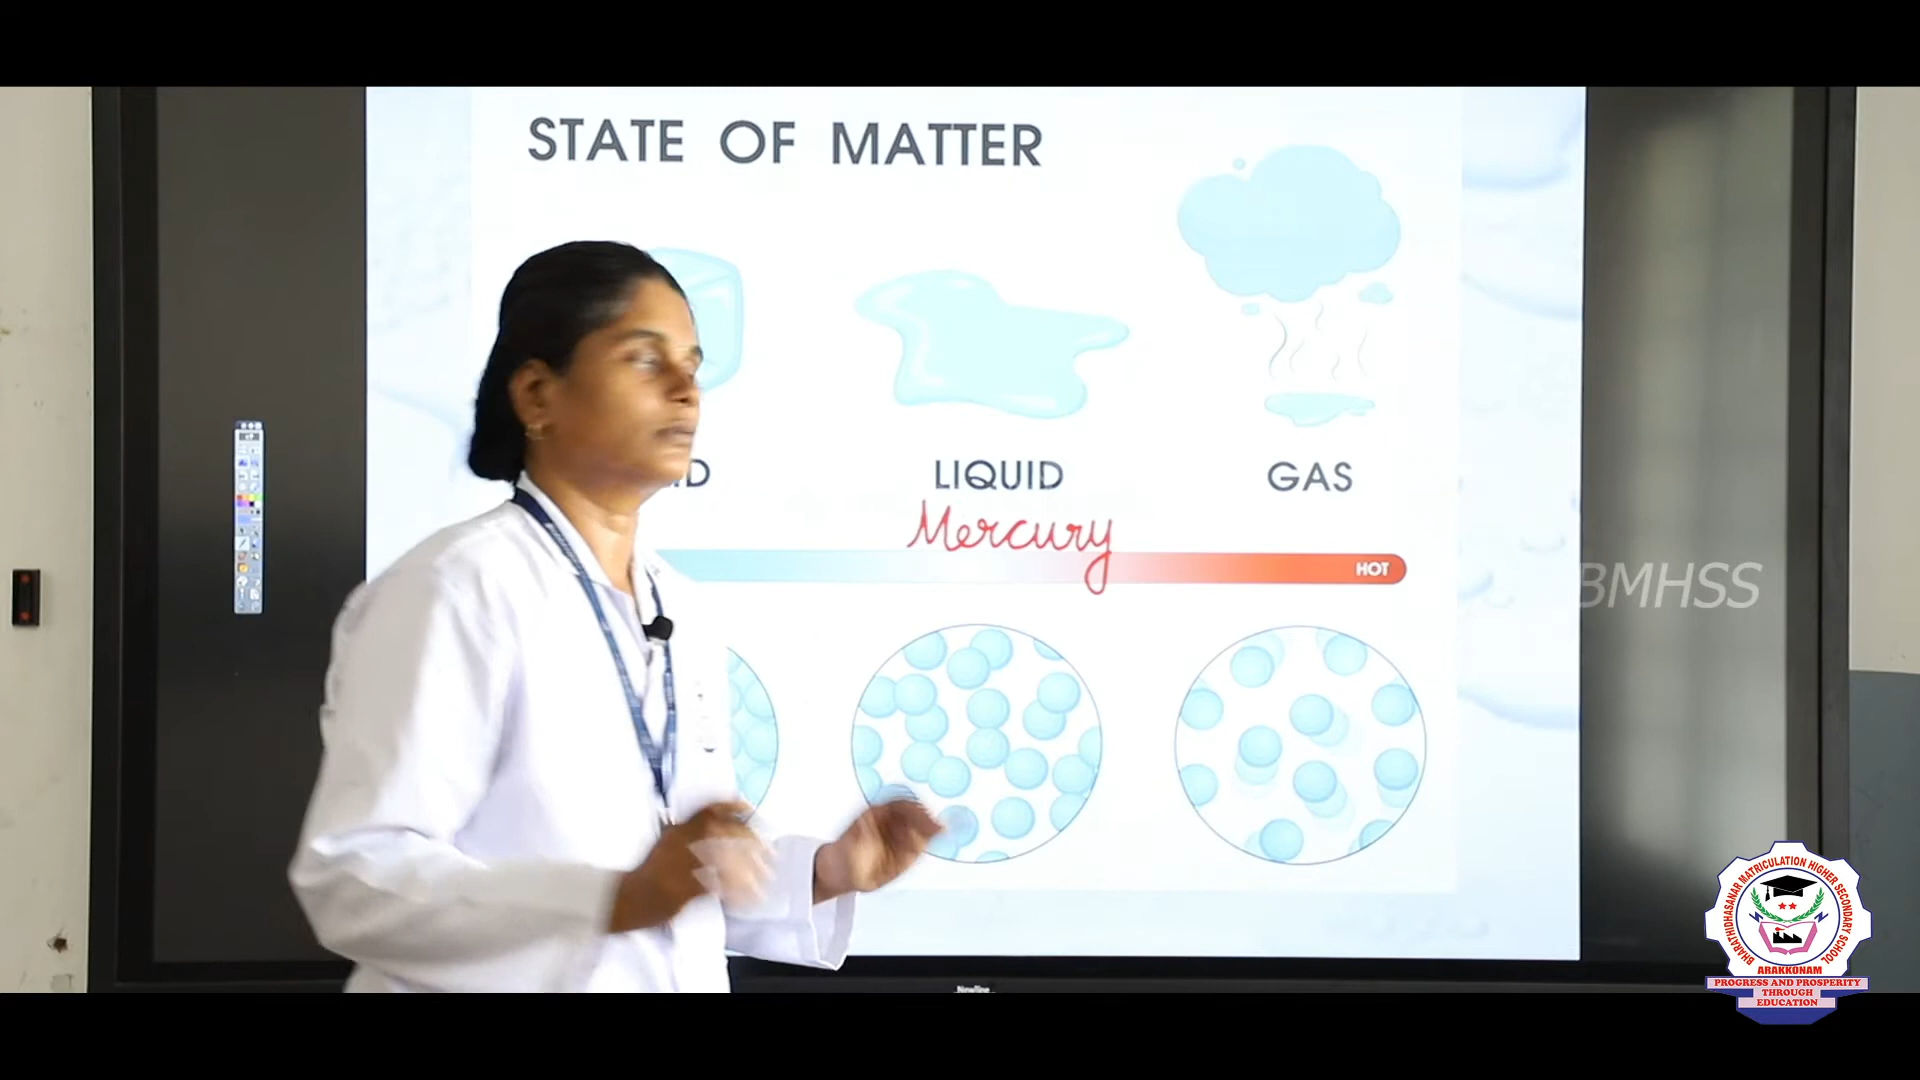 STATE OF MATTER
LIQUID
GAS
Mercury
HOT
BMHSS
BHARATHIDHASANAR MATRICULATION HIGHER SECONDARY SCHOOL
ARAKKONAM
PROGRESS AND PROSPERITY
THROUGH
EDUCATION
Newline